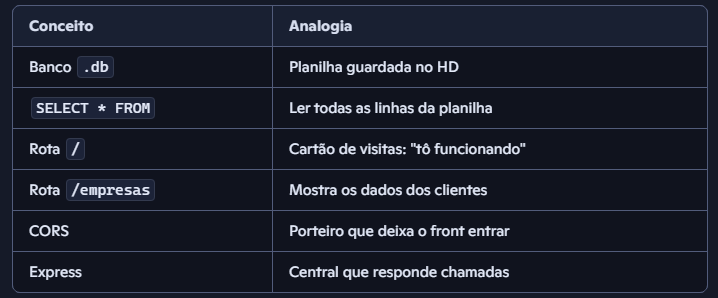 Conceito Analogia
Banco .db Planilha guardada no HD
SELECT * FROM Ler todas as linhas da planilha
Rota / Cartão de visitas: "tô funcionando"
Rota /empresas Mostra os dados dos clientes
CORS Porteiro que deixa o front entrar
Express Central que responde chamadas